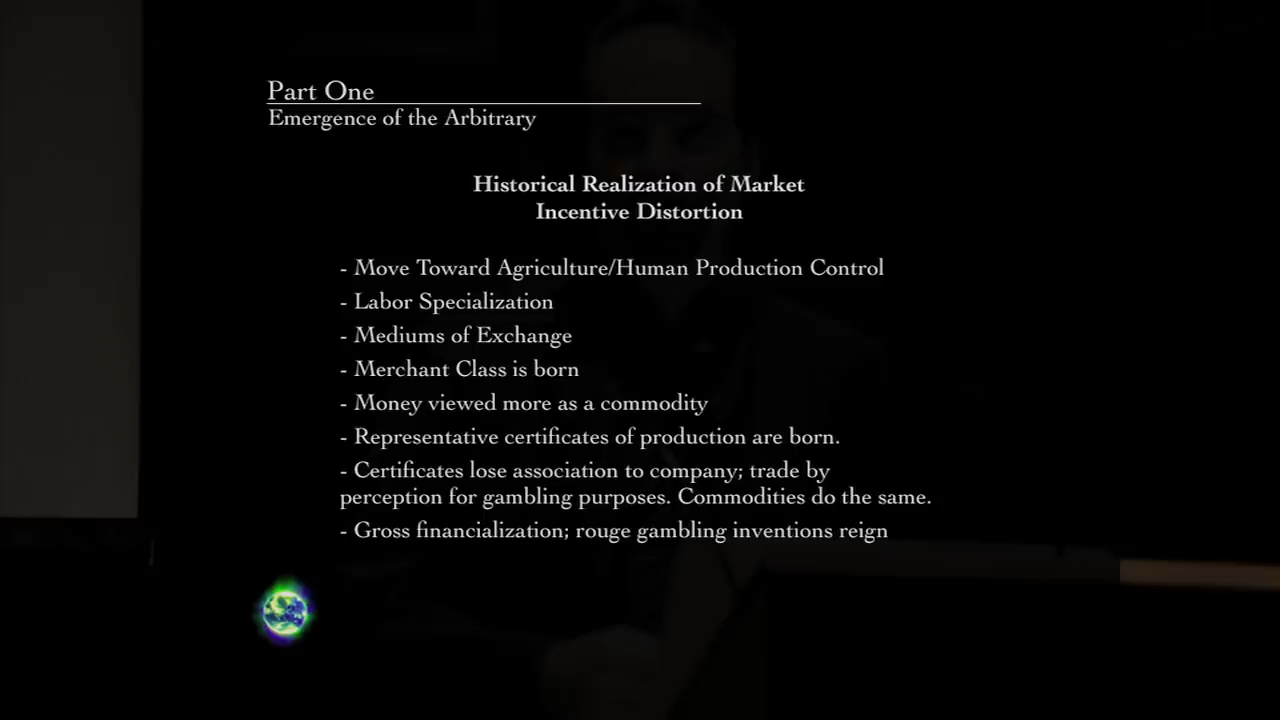 Part One
Emergence of the Arbitrary
Historical Realization of Market
Incentive Distortion
- Move Toward Agriculture/Human Production Control
- Labor Specialization
- Mediums of Exchange
- Merchant Class is born
- Money viewed more as a commodity
- Representative certificates of production are born.
- Certificates lose association to company; trade by
perception for gambling purposes. Commodities do the same.
- Gross financialization; rouge gambling inventions reign